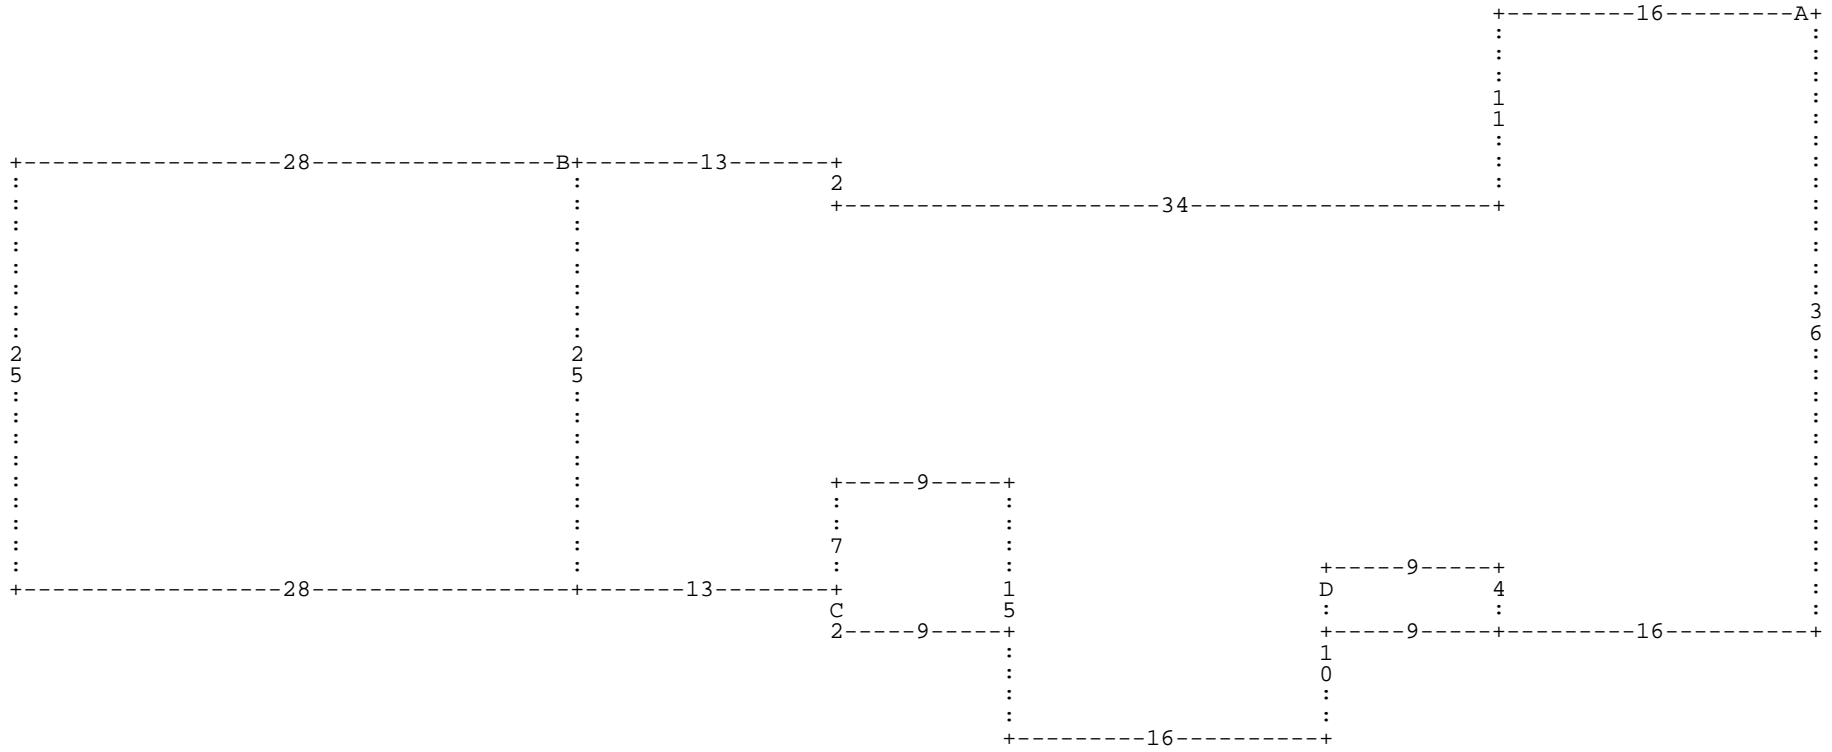 +---------16---------A+
:                     :
:                     :
:                     :
1                     :
1                     :
:                     :
+------------------28-----------------B+--------13-------+                                              :                     :
:                                      :                 2                                              :                     :
:                                      :                 +----------------------34---------------------+                     :
:                                      :                                                                                      :
:                                      :                                                                                      :
:                                      :                                                                                      :
:                                      :                                                                                      :
:                                      :                                                                                      3
:                                      :                                                                                      6
2                                      2                                                                                      :
5                                      5                                                                                      :
:                                      :                                                                                      :
:                                      :                                                                                      :
:                                      :                                                                                      :
:                                      :                                                                                      :
:                                      :                 +-----9-----+                                                        :
:                                      :                 :           :                                                        :
:                                      :                 :           :                                                        :
:                                      :                 7           :                                                        :
:                                      :                 :           :                     +-----9-----+                      :
+------------------28------------------+-------13--------+           1                     D           4                      :
C           5                     :           :                      :
2-----9-----+                     +-----9-----+---------16----------+
:                     1
:                     0
:                     :
:                     :
+---------16----------+